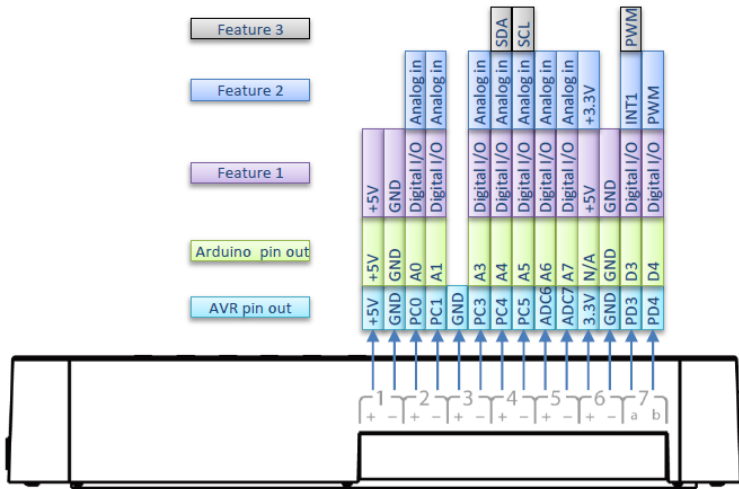 Feature 3
SDA
SCL
PWM
Feature 2
Analog in
Analog in
Analog in
Analog in
Analog in
Analog in
Analog in
+3.3V
INT1
PWM
Feature 1
+5V
GND
Digital I/O
Digital I/O
Digital I/O
Digital I/O
Digital I/O
Digital I/O
Digital I/O
+5V
GND
Digital I/O
Digital I/O
Arduino pin out
+5V
GND
A0
A1
A3
A4
A5
A6
A7
N/A
GND
D3
D4
AVR pin out
+5V
GND
PC0
PC1
GND
PC3
PC4
PC5
ADC6
ADC7
3.3V
GND
PD3
PD4
1 2 3 4 5 6 7
+ − + − + − + − + − + − a b